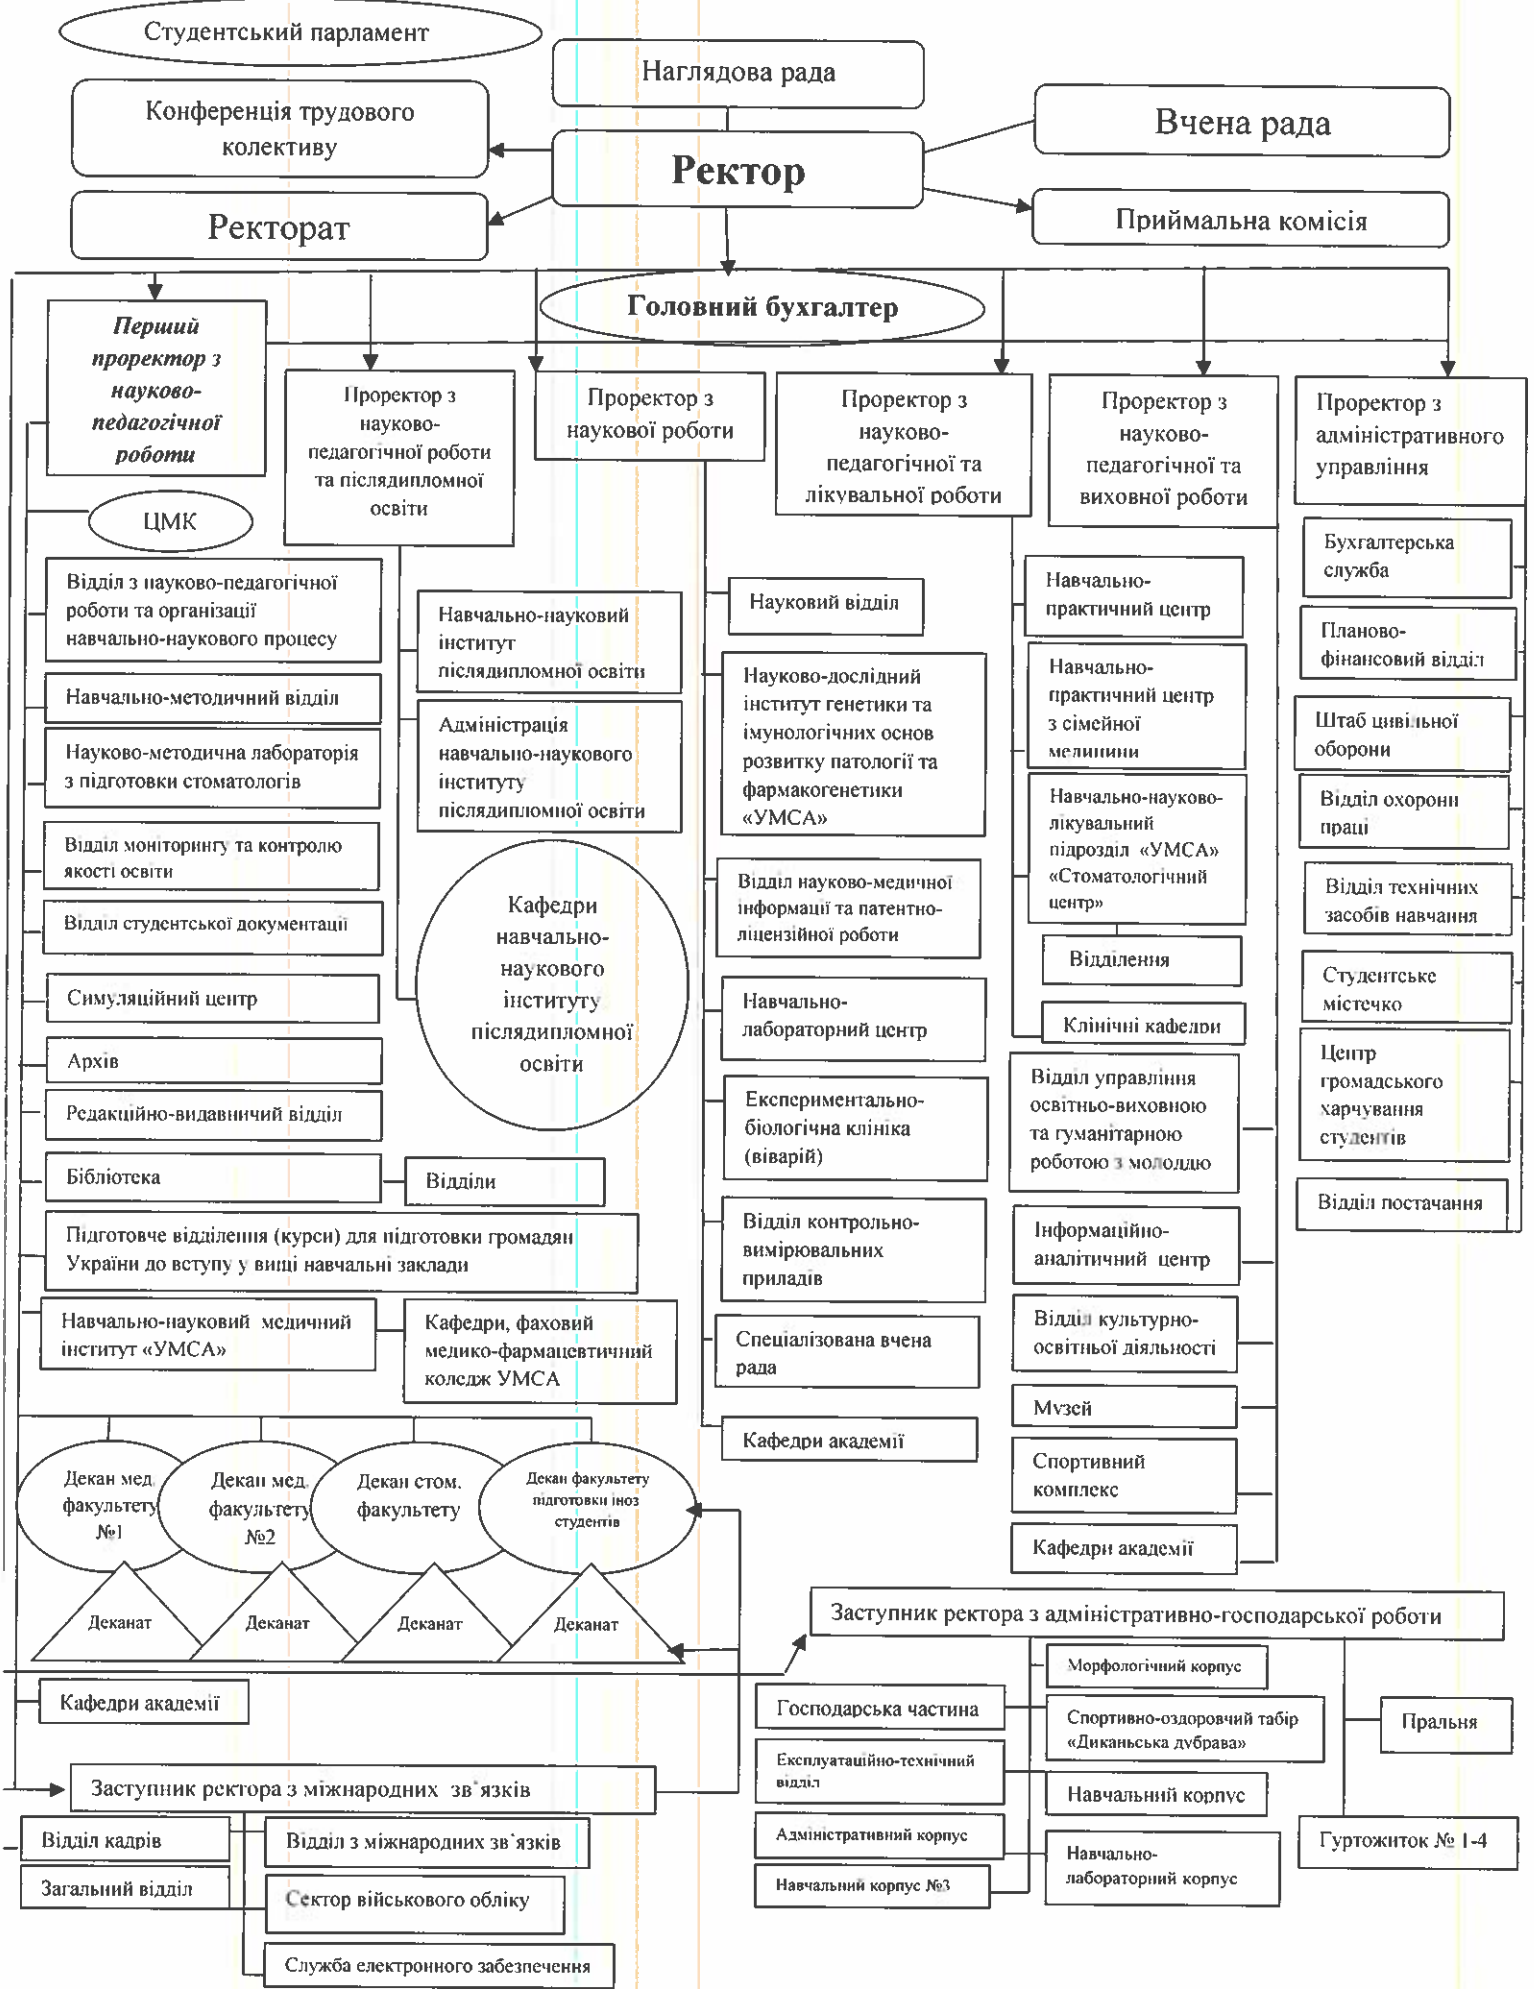 Студентський парламент
Наглядова рада
Конференція трудового
колективу
Вчена рада
Ректор
Ректорат
Приймальна комісія
Головний бухгалтер
Перший
проректор з
науково-
педагогічної
роботи
Проректор з
науково-
педагогічної роботи
та післядипломної
освіти
Проректор з
наукової роботи
Проректор з
науково-
педагогічної та
лікувальної роботи
Проректор з
науково-
педагогічної та
виховної роботи
Проректор з
адміністративного
управління
ЦМК
Відділ з науково-педагогічної
роботи та організації
навчально-наукового процесу
Навчально-методичний відділ
Науково-методична лабораторія
з підготовки стоматологів
Відділ моніторингу та контролю
якості освіти
Відділ студентської документації
Симуляційний центр
Архів
Редакційно-видавничий відділ
Бібліотека
Відділи
Підготовче відділення (курси) для підготовки громадян
України до вступу у вищі навчальні заклади
Навчально-науковий медичний
інститут «УМСА»
Кафедри, фаховий
медико-фармацевтичний
коледж УМСА
Навчально-науковий
інститут
післядипломної освіти
Адміністрація
навчально-наукового
інституту
післядипломної освіти
Кафедри
навчально-
наукового
інституту
післядипломної
освіти
Науковий відділ
Науково-дослідний
інститут генетики та
імунологічних основ
розвитку патології та
фармакогенетики
«УМСА»
Відділ науково-медичної
інформації та патентно-
ліцензійної роботи
Навчально-
лабораторний центр
Експериментально-
біологічна клініка
(віварій)
Відділ контрольно-
вимірювальних
приладів
Спеціалізована вчена
рада
Кафедри академії
Навчально-
практичний центр
Навчально-
практичний центр
з сімейної
медицини
Навчально-науково-
лікувальний
підрозділ «УМСА»
«Стоматологічний
центр»
Відділення
Клінічні кафедри
Відділ управління
освітньо-виховною
та гуманітарною
роботою з молоддю
Інформаційно-
аналітичний центр
Відділ культурно-
освітньої діяльності
Музей
Спортивний
комплекс
Кафедри академії
Бухгалтерська
служба
Планово-
фінансовий відділ
Штаб цивільної
оборони
Відділ охорони
праці
Відділ технічних
засобів навчання
Студентське
містечко
Центр
громадського
харчування
студентів
Відділ постачання
Декан мед.
факультету
№1
Декан мед.
факультету
№2
Декан стом.
факультету
Декан факультету
підготовки іноз
студентів
Деканат
Деканат
Деканат
Деканат
Кафедри академії
Заступник ректора з міжнародних зв`язків
Відділ кадрів
Відділ з міжнародних зв`язків
Загальний відділ
Сектор військового обліку
Служба електронного забезпечення
Заступник ректора з адміністративно-господарської роботи
Морфологічний корпус
Господарська частина
Спортивно-оздоровчий табір
«Диканьська дубрава»
Пральня
Експлуатаційно-технічний
відділ
Навчальний корпус
Адміністративний корпус
Навчально-
лабораторний корпус
Гуртожиток № 1-4
Навчальний корпус №3